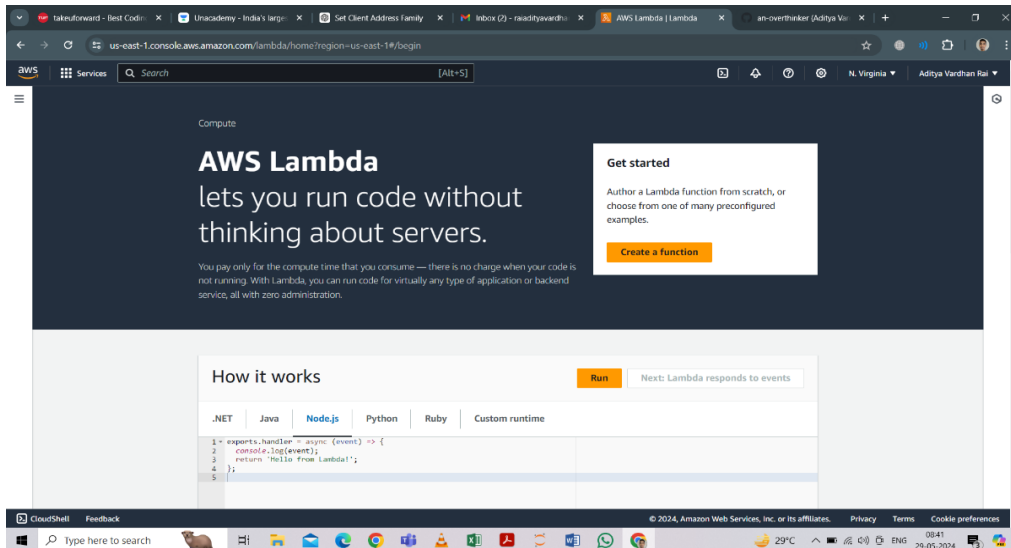 takeuforward - Best Codin
Unacademy - India's large
Set Client Address Family
Inbox (2) - raiadityavardha
AWS Lambda | Lambda
an-overthinker (Aditya Var
us-east-1.console.aws.amazon.com/lambda/home?region=us-east-1#/begin
aws
Services
Search
[Alt+S]
N. Virginia
Aditya Vardhan Rai
Compute
AWS Lambda
lets you run code without
thinking about servers.
You pay only for the compute time that you consume — there is no charge when your code is
not running. With Lambda, you can run code for virtually any type of application or backend
service, all with zero administration.
Get started
Author a Lambda function from scratch, or
choose from one of many preconfigured
examples.
Create a function
How it works
Run
Next: Lambda responds to events
.NET
Java
Node.js
Python
Ruby
Custom runtime
1 exports.handler = async (event) => {
2 console.log(event);
3 return 'Hello from Lambda!';
4 };
5
CloudShell
Feedback
© 2024, Amazon Web Services, Inc. or its affiliates.
Privacy
Terms
Cookie preferences
Type here to search
29°C
ENG
08:41
29-05-2024